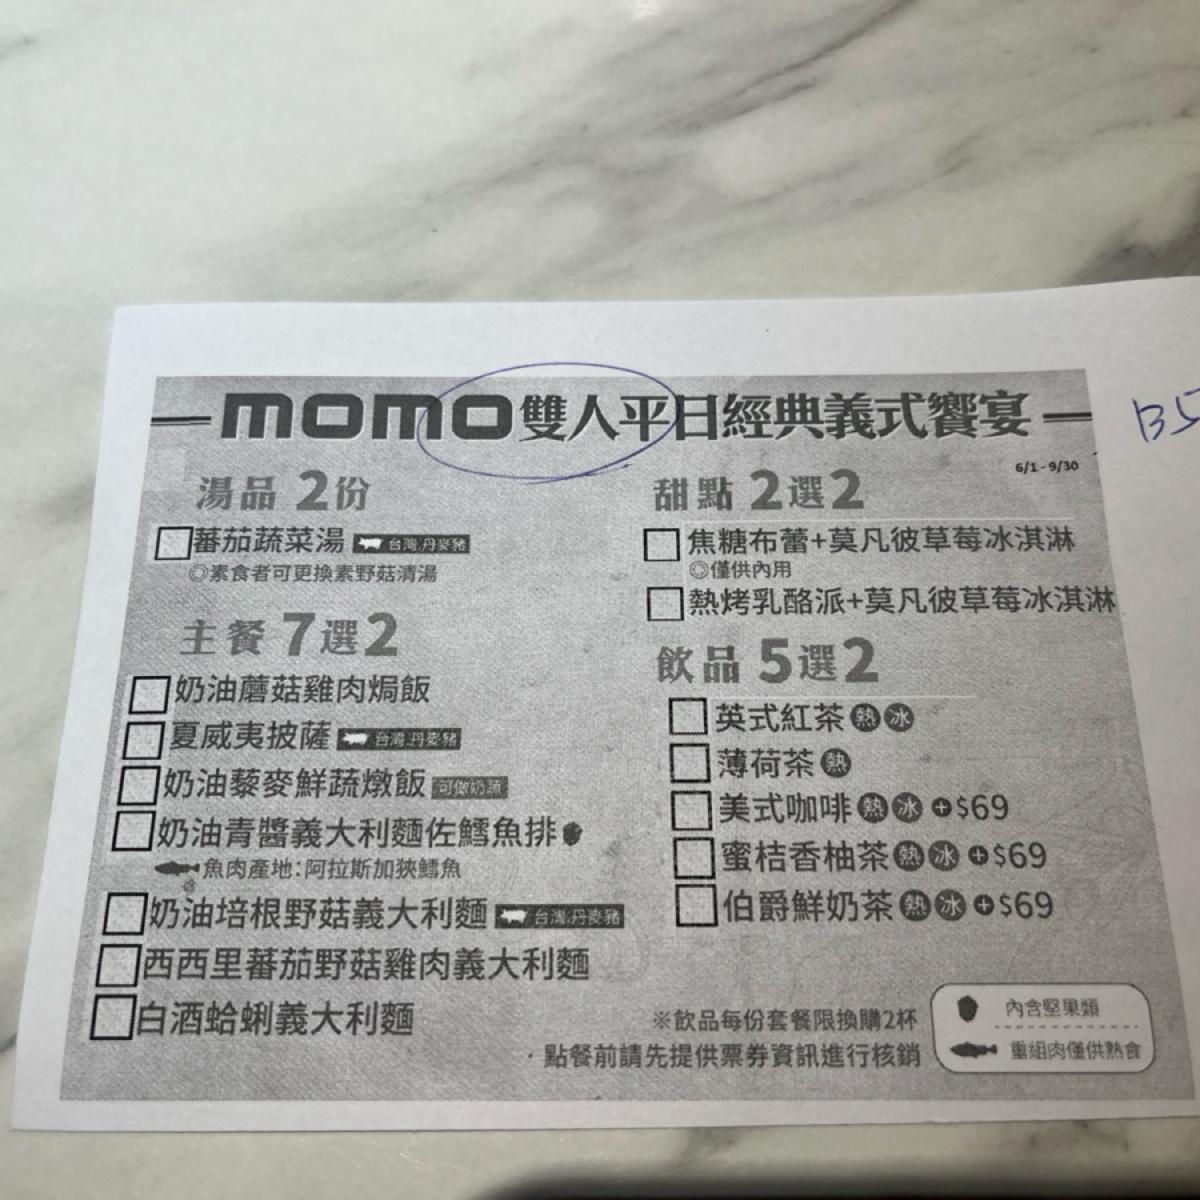 momo雙人平日經典義式饗宴
B5
6/1-9/30
湯品 2份
蕃茄蔬菜湯 台灣.丹麥豬
◎素食者可更換素野菇清湯
主餐 7選2
奶油蘑菇雞肉焗飯
夏威夷披薩 台灣.丹麥豬
奶油藜麥鮮蔬燉飯 可做奶蔬
奶油青醬義大利麵佐鱈魚排
魚肉產地:阿拉斯加狹鱈魚
奶油培根野菇義大利麵 台灣.丹麥豬
西西里蕃茄野菇雞肉義大利麵
白酒蛤蜊義大利麵
甜點 2選2
焦糖布蕾+莫凡彼草莓冰淇淋
◎僅供內用
熱烤乳酪派+莫凡彼草莓冰淇淋
飲品 5選2
英式紅茶 熱 冰
薄荷茶 熱
美式咖啡 熱 冰 +$69
蜜桔香柚茶 熱 冰 +$69
伯爵鮮奶茶 熱 冰 +$69
※飲品每份套餐限換購2杯
·點餐前請先提供票券資訊進行核銷
內含堅果類
重組肉僅供熟食